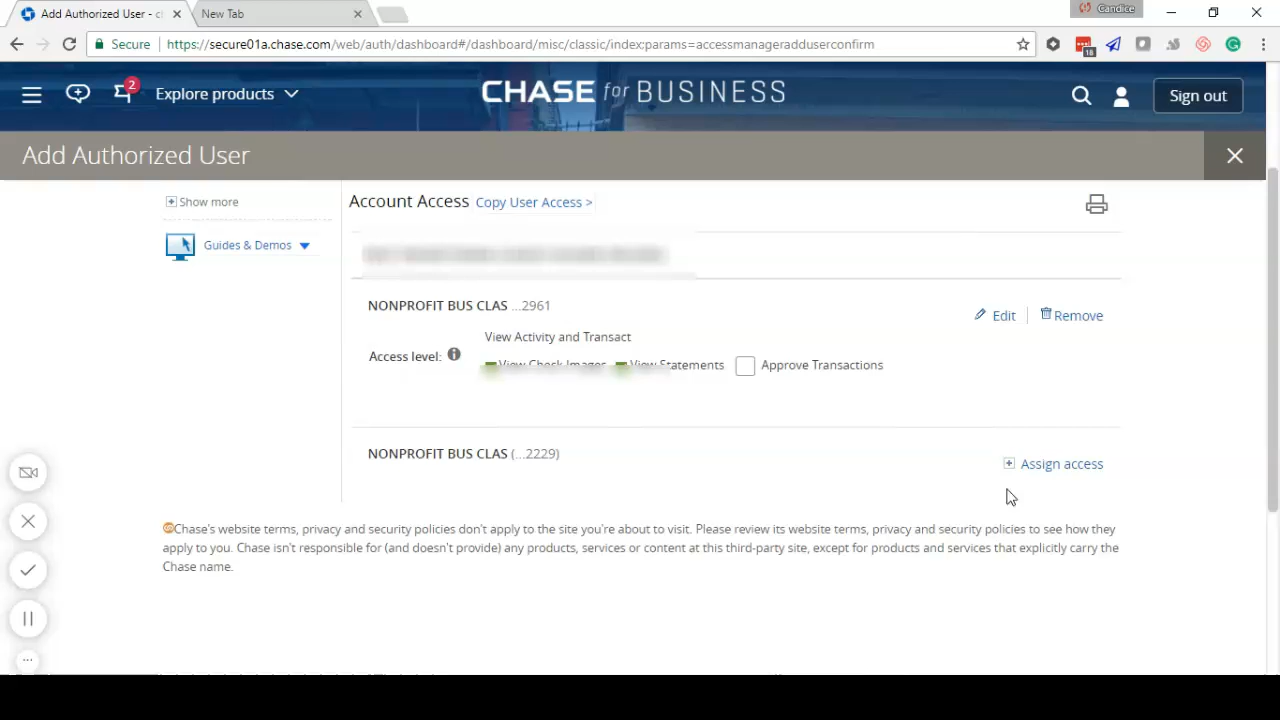 Add Authorized User - c
New Tab
Candice
Secure
https://secure01a.chase.com/web/auth/dashboard#/dashboard/misc/classic/index:params=accessmanageradduserconfirm
18
2
Explore products
CHASE for BUSINESS
Sign out
Add Authorized User
Show more
Guides & Demos
Account Access Copy User Access >
NONPROFIT BUS CLAS ...2961
Edit
Remove
View Activity and Transact
Access level:
View Check Images View Statements Approve Transactions
NONPROFIT BUS CLAS (...2229)
Assign access
Chase's website terms, privacy and security policies don't apply to the site you're about to visit. Please review its website terms, privacy and security policies to see how they
apply to you. Chase isn't responsible for (and doesn't provide) any products, services or content at this third-party site, except for products and services that explicitly carry the
Chase name.